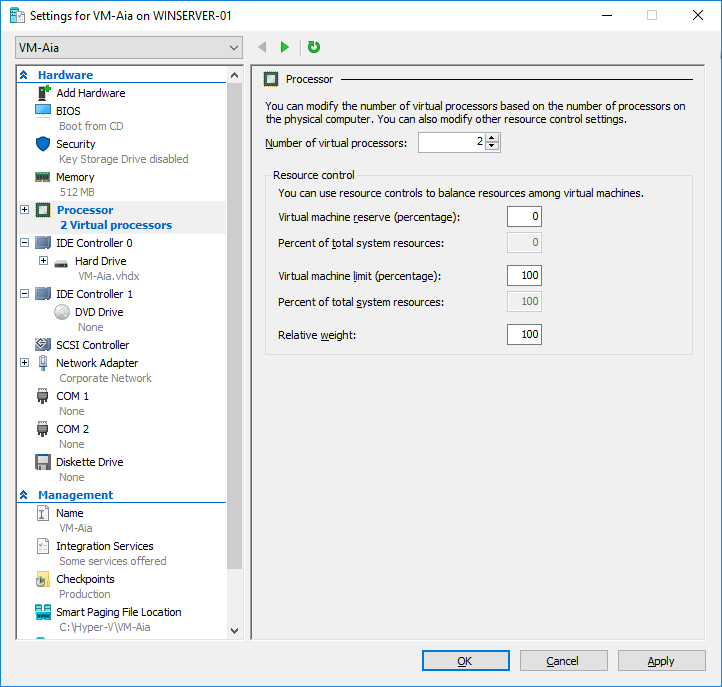 Settings for VM-Aia on WINSERVER-01
VM-Aia
Hardware
Add Hardware
BIOS
Boot from CD
Security
Key Storage Drive disabled
Memory
512 MB
Processor
2 Virtual processors
IDE Controller 0
Hard Drive
VM-Aia.vhdx
IDE Controller 1
DVD Drive
None
SCSI Controller
Network Adapter
Corporate Network
COM 1
None
COM 2
None
Diskette Drive
None
Management
Name
VM-Aia
Integration Services
Some services offered
Checkpoints
Production
Smart Paging File Location
C:\Hyper-V\VM-Aia
Processor
You can modify the number of virtual processors based on the number of processors on
the physical computer. You can also modify other resource control settings.
Number of virtual processors: 2
Resource control
You can use resource controls to balance resources among virtual machines.
Virtual machine reserve (percentage): 0
Percent of total system resources: 0
Virtual machine limit (percentage): 100
Percent of total system resources: 100
Relative weight: 100
OK Cancel Apply